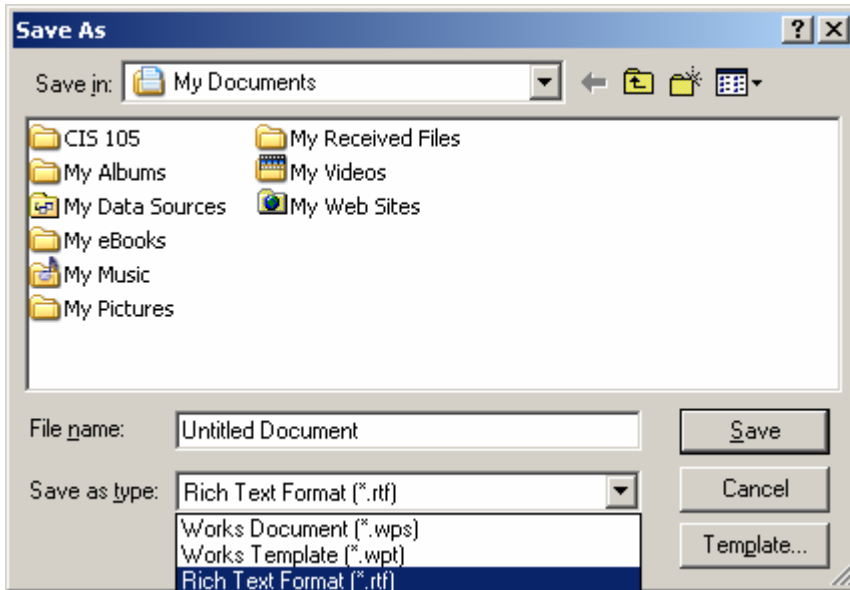 Save As
Save in: My Documents
CIS 105
My Albums
My Data Sources
My eBooks
My Music
My Pictures
My Received Files
My Videos
My Web Sites
File name: Untitled Document
Save
Save as type: Rich Text Format (*.rtf)
Cancel
Works Document (*.wps)
Works Template (*.wpt)
Rich Text Format (*.rtf)
Template...